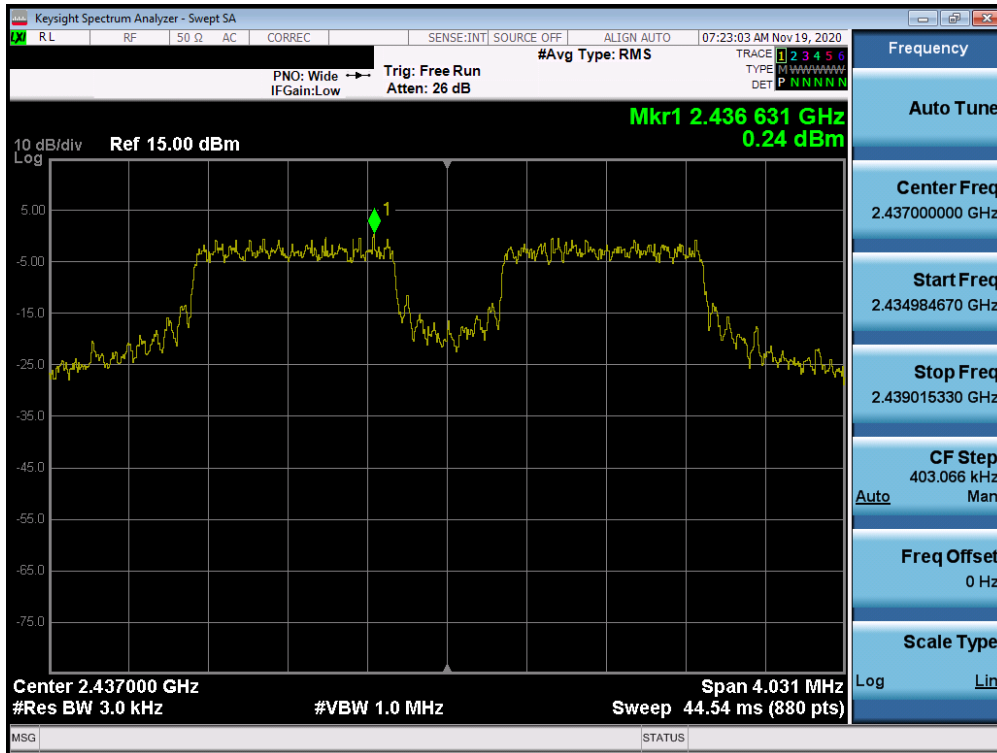 Keysight Spectrum Analyzer - Swept SA
LXI RL RF 50 Ω AC CORREC SENSE:INT SOURCE OFF ALIGN AUTO 07:23:03 AM Nov 19, 2020
PNO: Wide
IFGain:Low
Trig: Free Run
Atten: 26 dB
#Avg Type: RMS
TRACE 1 2 3 4 5 6
TYPE M W W W W W
DET P N N N N N
Mkr1 2.436 631 GHz
0.24 dBm
10 dB/div
Log
Ref 15.00 dBm
1
5.00
-5.00
-15.0
-25.0
-35.0
-45.0
-55.0
-65.0
-75.0
Center 2.437000 GHz
Span 4.031 MHz
#Res BW 3.0 kHz
#VBW 1.0 MHz
Sweep 44.54 ms (880 pts)
MSG
STATUS
Frequency
Auto Tune
Center Freq
2.437000000 GHz
Start Freq
2.434984670 GHz
Stop Freq
2.439015330 GHz
CF Step
403.066 kHz
Auto Man
Freq Offset
0 Hz
Scale Type
Log Lin